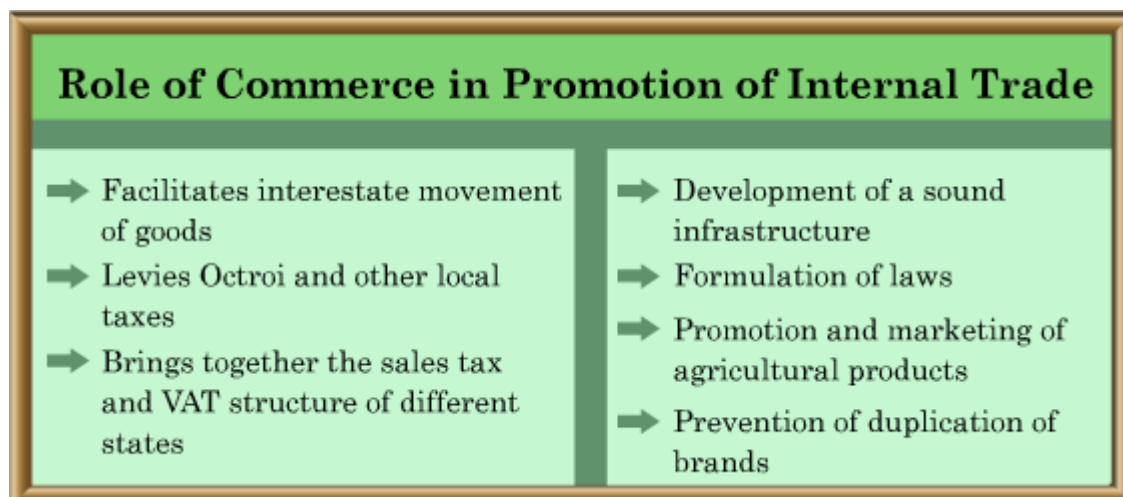 Role of Commerce in Promotion of Internal Trade
Facilitates interestate movement
of goods
Levies Octroi and other local
taxes
Brings together the sales tax
and VAT structure of different
states
Development of a sound
infrastructure
Formulation of laws
Promotion and marketing of
agricultural products
Prevention of duplication of
brands